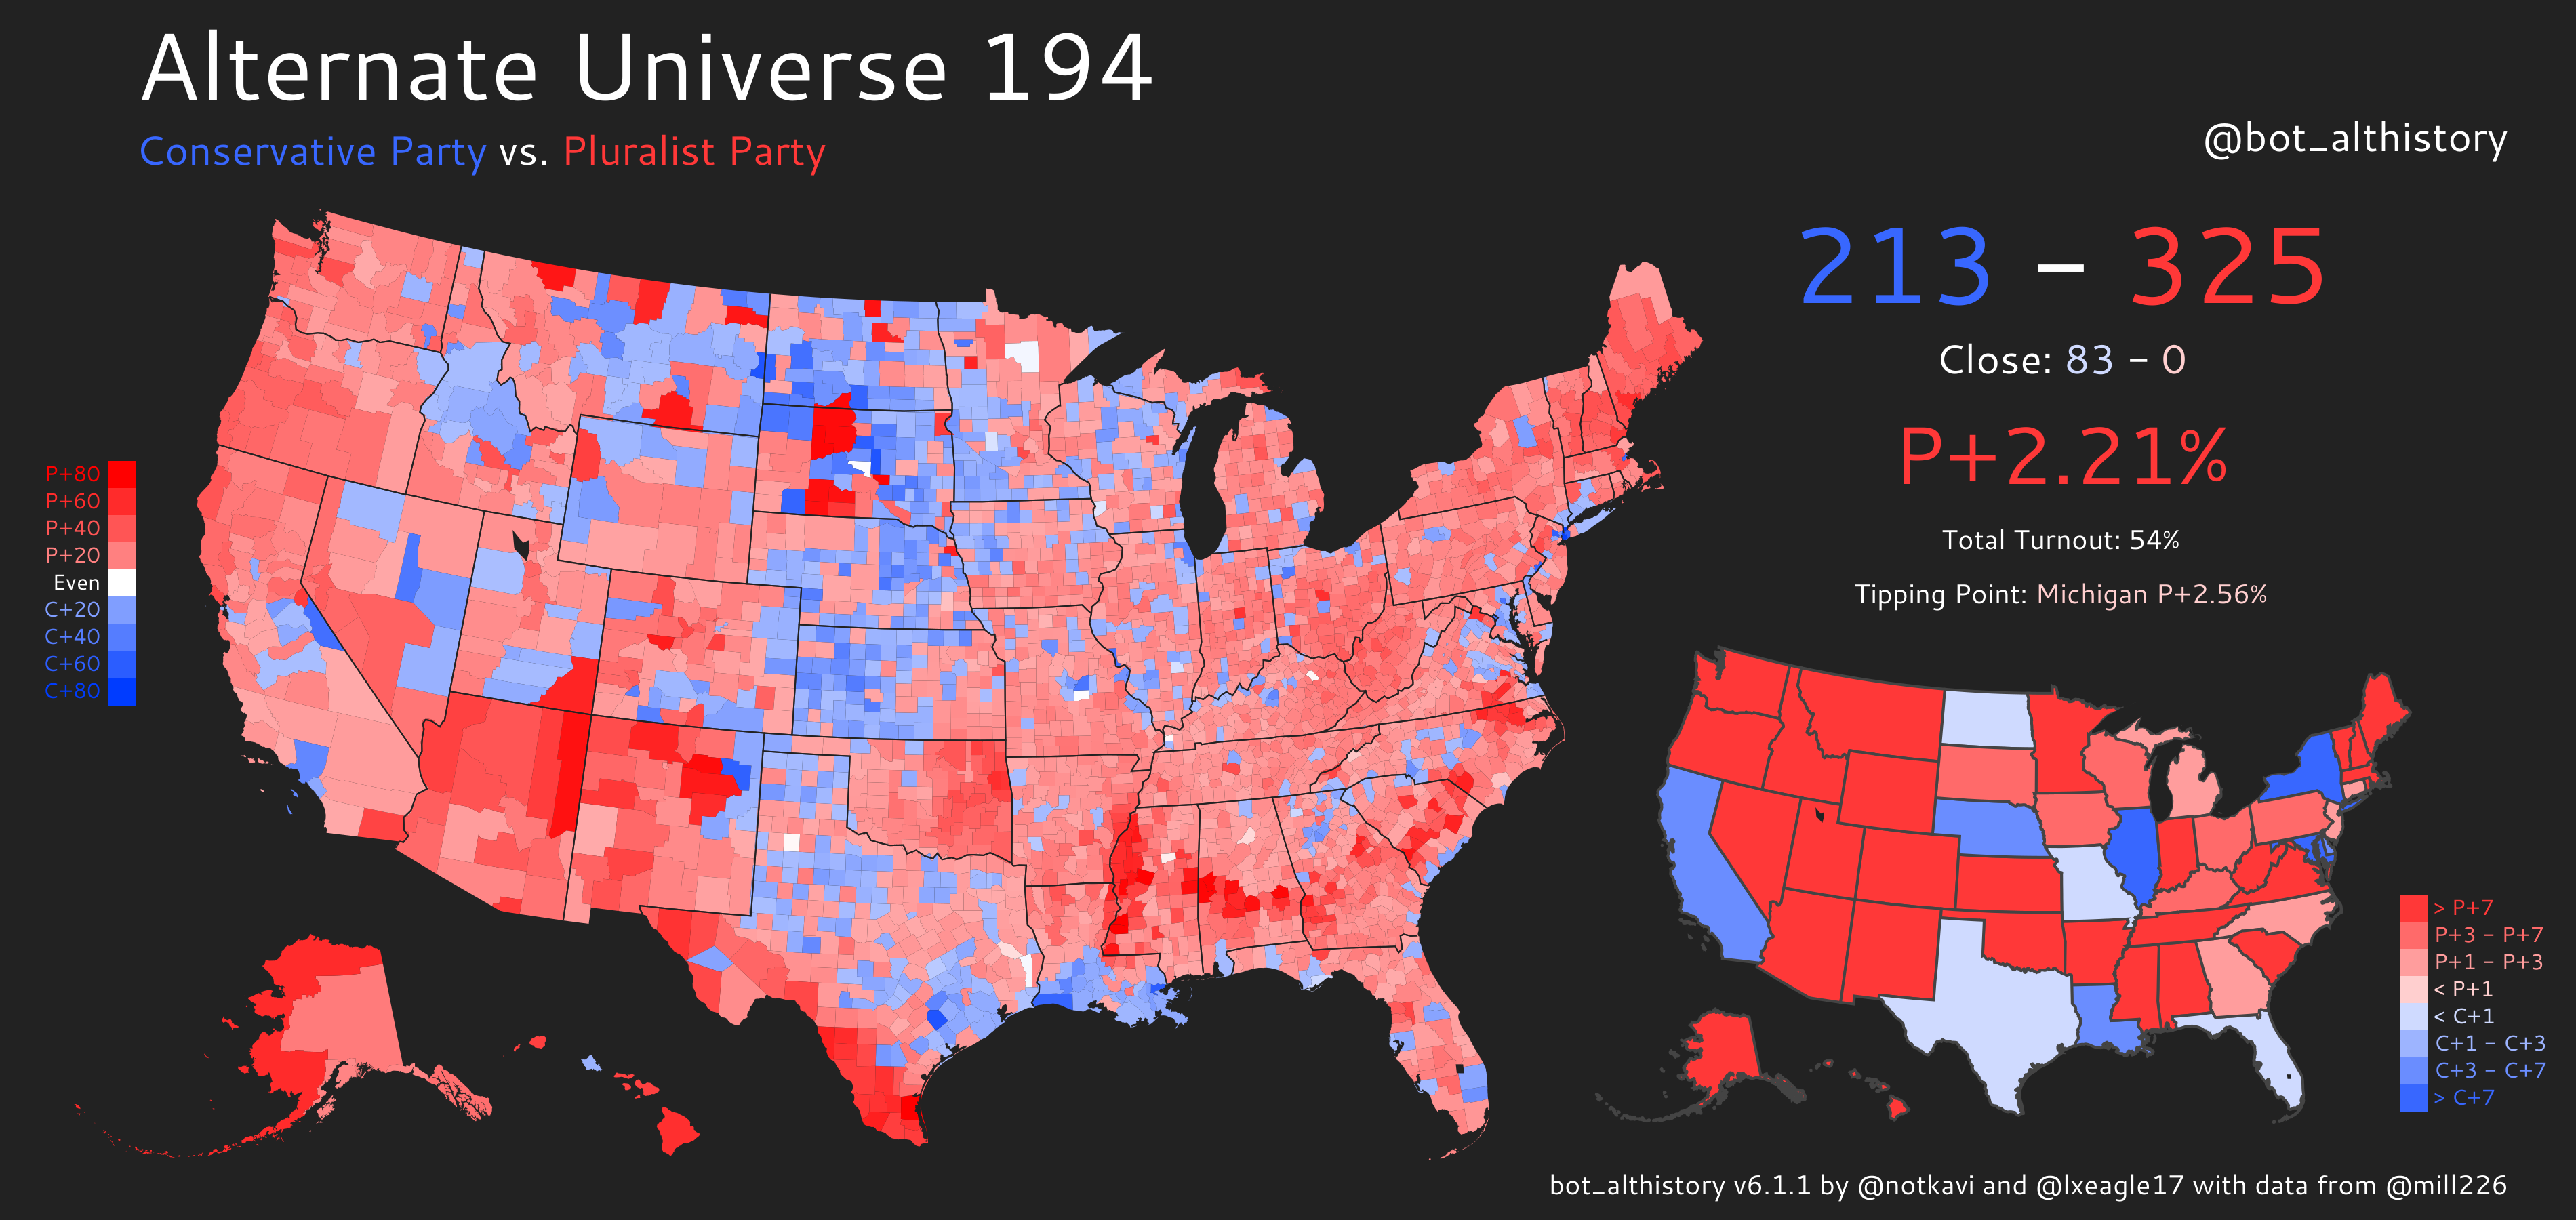 Alternate Universe 194
Conservative Party vs. Pluralist Party
@bot_althistory
213 - 325
Close: 83 - 0
P+2.21%
Total Turnout: 54%
Tipping Point: Michigan P+2.56%
P+80
P+60
P+40
P+20
Even
C+20
C+40
C+60
C+80
> P+7
P+3 - P+7
P+1 - P+3
< P+1
< C+1
C+1 - C+3
C+3 - C+7
> C+7
bot_althistory v6.1.1 by @notkavi and @lxeagle17 with data from @mill226